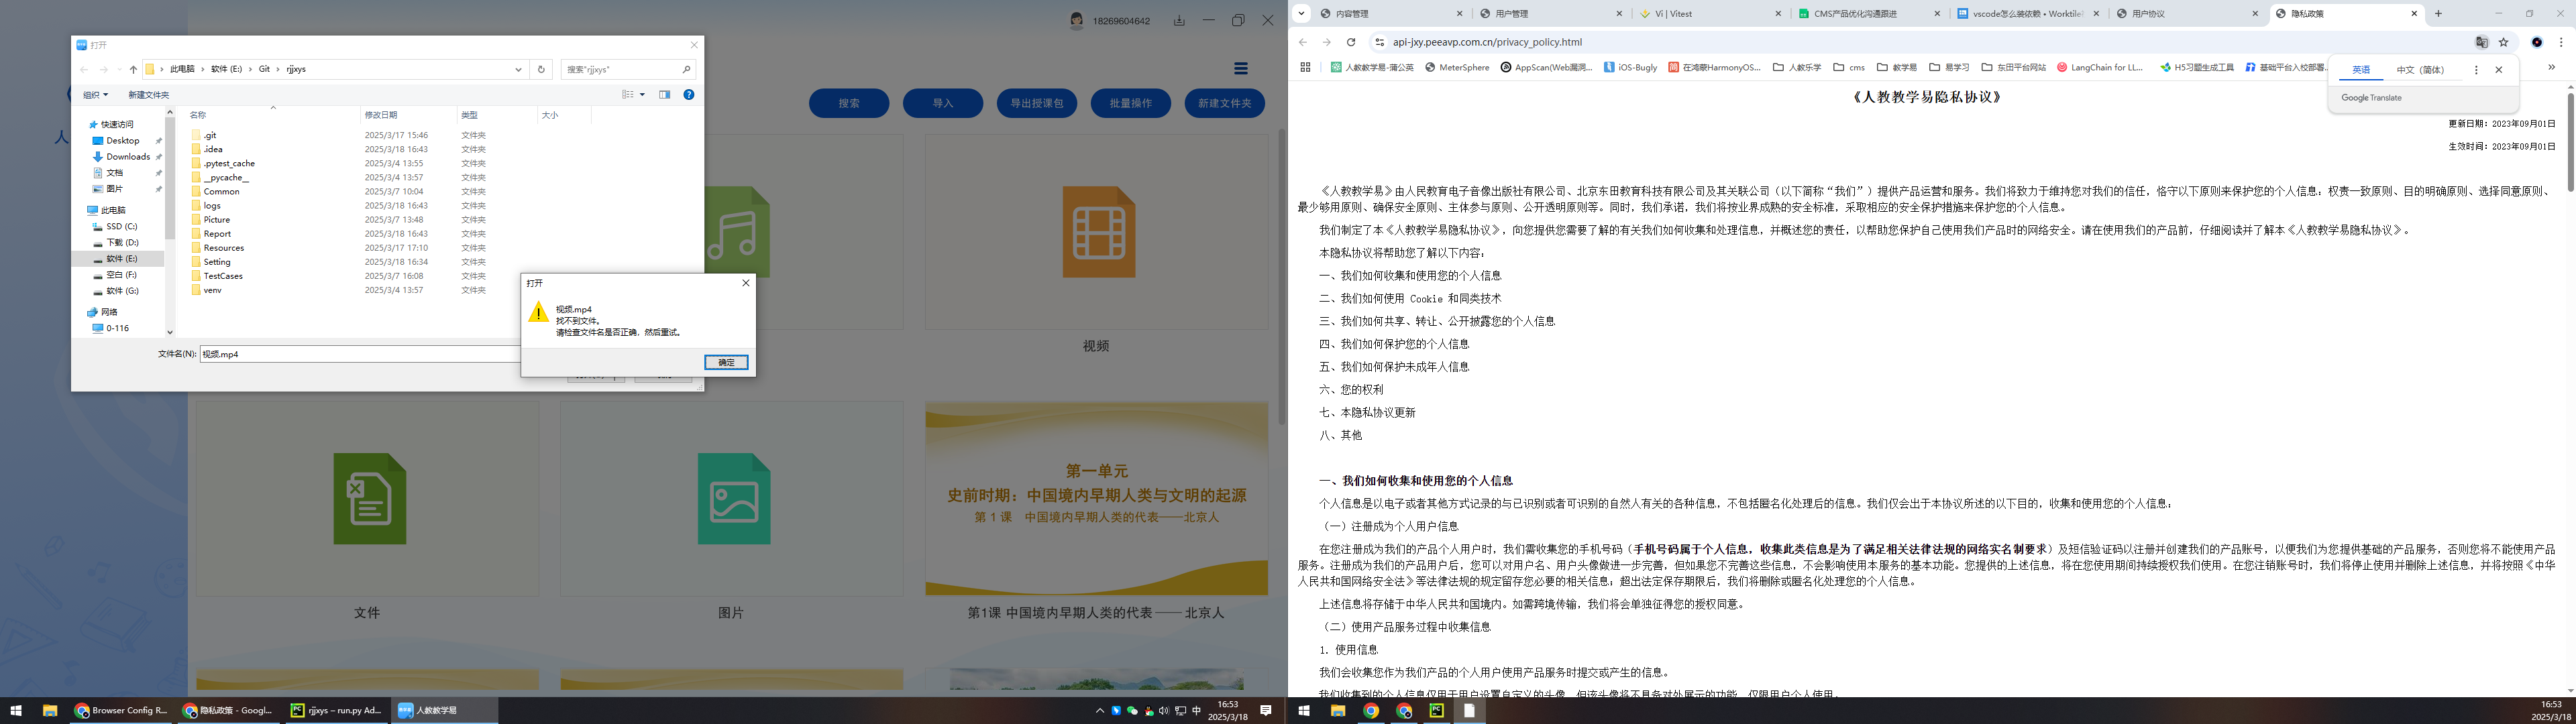 18269604642
打开
此电脑 › 软件 (E:) › Git › rjjxys
搜索"rjjxys"
组织
新建文件夹
搜索
导入
导出授课包
批量操作
新建文件夹
名称
修改日期
类型
大小
快速访问
Desktop
Downloads
文档
图片
此电脑
SSD (C:)
下载 (D:)
软件 (E:)
空白 (F:)
软件 (G:)
网络
0-116
.git 2025/3/17 15:46 文件夹
.idea 2025/3/18 16:43 文件夹
.pytest_cache 2025/3/4 13:55 文件夹
__pycache__ 2025/3/4 13:57 文件夹
Common 2025/3/7 10:04 文件夹
logs 2025/3/18 16:43 文件夹
Picture 2025/3/7 13:48 文件夹
Report 2025/3/18 16:43 文件夹
Resources 2025/3/17 17:10 文件夹
Setting 2025/3/18 16:34 文件夹
TestCases 2025/3/7 16:08 文件夹
venv 2025/3/4 13:57 文件夹
人
文件名(N):
视频.mp4
打开
视频.mp4
找不到文件。
请检查文件名是否正确，然后重试。
确定
视频
第一单元
史前时期：中国境内早期人类与文明的起源
第 1 课 中国境内早期人类的代表——北京人
文件
图片
第1课 中国境内早期人类的代表 —— 北京人
Browser Config R...
隐私政策 - Googl...
rjjxys – run.py Ad...
人教教学易
中
16:53
2025/3/18
内容管理
用户管理
Vi | Vitest
CMS产品优化沟通跟进
vscode怎么装依赖 • Worktile
用户协议
隐私政策
api-jxy.peeavp.com.cn/privacy_policy.html
人教教学易-蒲公英
MeterSphere
AppScan(Web漏洞...
iOS-Bugly
在鸿蒙HarmonyOS...
人教乐学
cms
教学易
易学习
东田平台网站
LangChain for LL...
H5习题生成工具
基础平台入校部署...
英语
中文（简体）
Google Translate
《人教教学易隐私协议》
更新日期：2023年09月01日
生效时间：2023年09月01日
《人教教学易》由人民教育电子音像出版社有限公司、北京东田教育科技有限公司及其关联公司（以下简称“我们”）提供产品运营和服务。我们将致力于维持您对我们的信任，恪守以下原则来保护您的个人信息：权责一致原则、目的明确原则、选择同意原则、
最少够用原则、确保安全原则、主体参与原则、公开透明原则等。同时，我们承诺，我们将按业界成熟的安全标准，采取相应的安全保护措施来保护您的个人信息。
我们制定了本《人教教学易隐私协议》，向您提供您需要了解的有关我们如何收集和处理信息，并概述您的责任，以帮助您保护自己使用我们产品时的网络安全。请在使用我们的产品前，仔细阅读并了解本《人教教学易隐私协议》。
本隐私协议将帮助您了解以下内容：
一、我们如何收集和使用您的个人信息
二、我们如何使用 Cookie 和同类技术
三、我们如何共享、转让、公开披露您的个人信息
四、我们如何保护您的个人信息
五、我们如何保护未成年人信息
六、您的权利
七、本隐私协议更新
八、其他
一、我们如何收集和使用您的个人信息
个人信息是以电子或者其他方式记录的与已识别或者可识别的自然人有关的各种信息，不包括匿名化处理后的信息。我们仅会出于本协议所述的以下目的，收集和使用您的个人信息：
（一）注册成为个人用户信息
在您注册成为我们的产品个人用户时，我们需收集您的手机号码（手机号码属于个人信息，收集此类信息是为了满足相关法律法规的网络实名制要求）及短信验证码以注册并创建我们的产品账号，以便我们为您提供基础的产品服务，否则您将不能使用产品
服务。注册成为我们的产品用户后，您可以对用户名、用户头像做进一步完善，但如果您不完善这些信息，不会影响使用本服务的基本功能。您提供的上述信息，将在您使用期间持续授权我们使用。在您注销账号时，我们将停止使用并删除上述信息，并将按照《中华
人民共和国网络安全法》等法律法规的规定留存您必要的相关信息；超出法定保存期限后，我们将删除或匿名化处理您的个人信息。
上述信息将存储于中华人民共和国境内。如需跨境传输，我们将会单独征得您的授权同意。
（二）使用产品服务过程中收集信息
1. 使用信息
我们会收集您作为我们产品的个人用户使用产品服务时提交或产生的信息。
我们收集到的个人信息仅用于用户设置自定义的头像，但该头像将不具备对外展示的功能，仅限用户个人使用。
16:53
2025/3/18